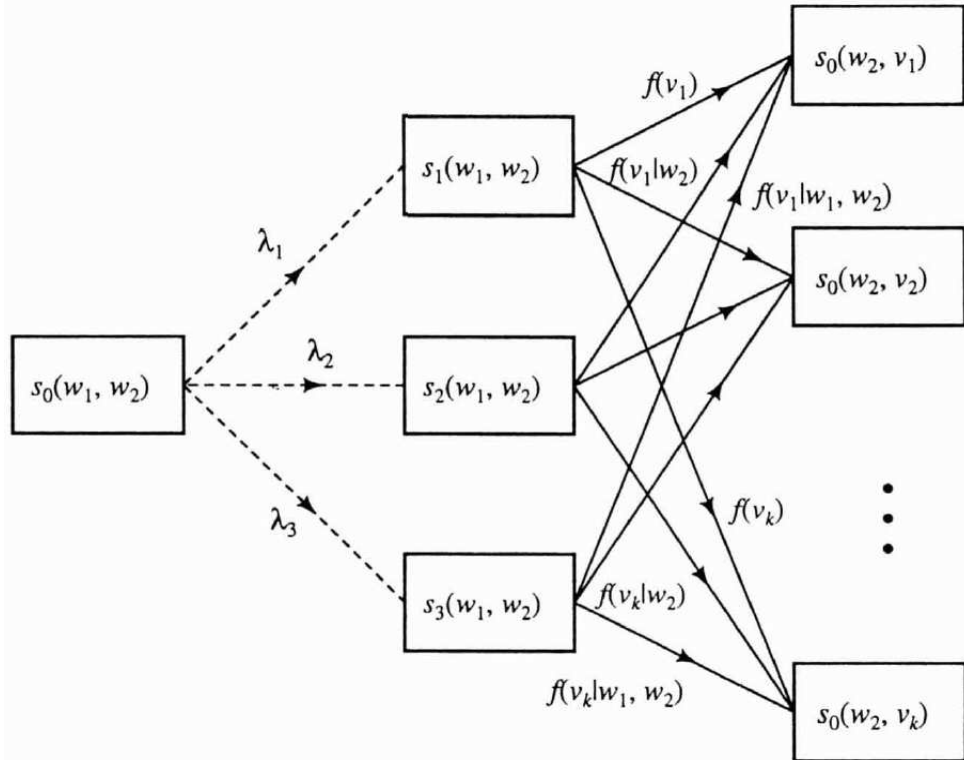 s₀(w₂, v₁)
f(v₁)
s₁(w₁, w₂)
f(v₁|w₂)
f(v₁|w₁, w₂)
λ₁
s₀(w₂, v₂)
λ₂
s₀(w₁, w₂)
s₂(w₁, w₂)
λ₃
f(vₖ)
s₃(w₁, w₂)
f(vₖ|w₂)
f(vₖ|w₁, w₂)
s₀(w₂, vₖ)